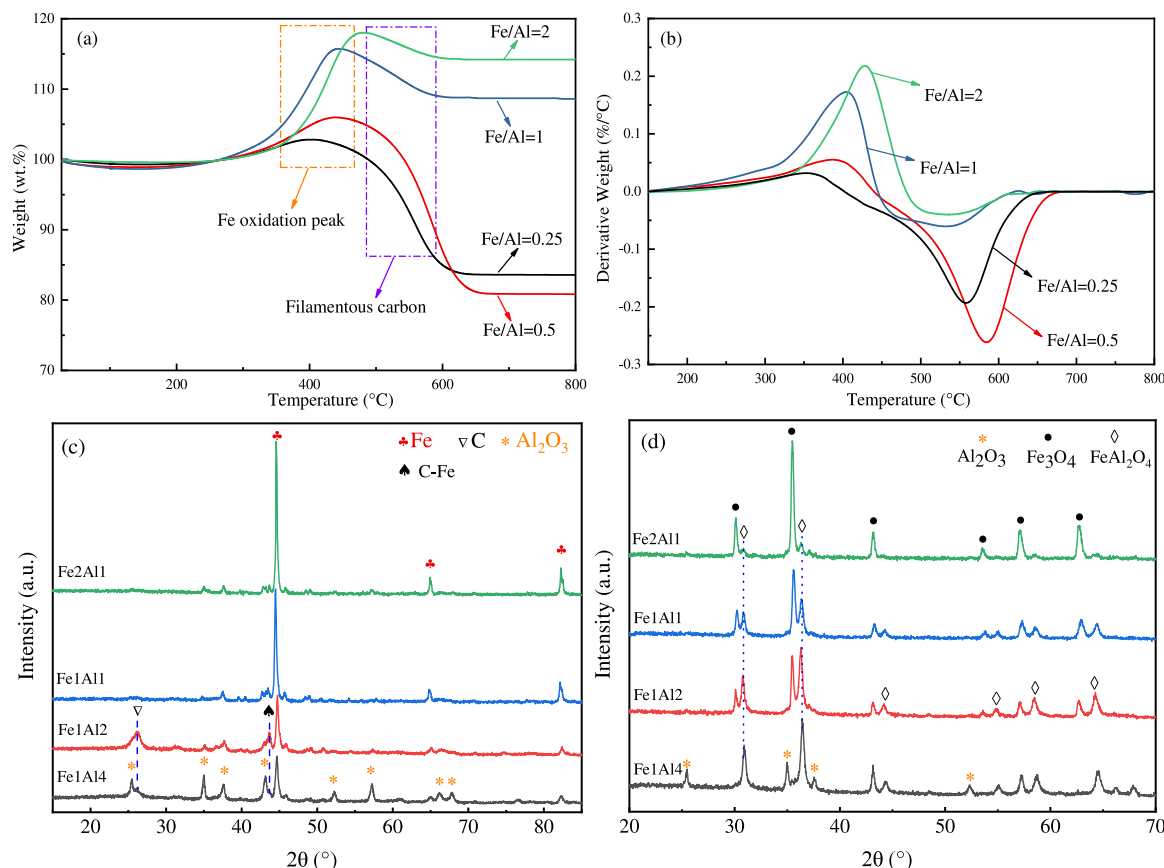 (a)
Fe/Al=2
Fe/Al=1
Fe oxidation peak
Fe/Al=0.25
Filamentous carbon
Fe/Al=0.5
Weight (wt.%)
120
110
100
90
80
70
200
400
600
800
Temperature (°C)
(b)
Fe/Al=2
Fe/Al=1
Fe/Al=0.25
Fe/Al=0.5
Derivative Weight (%/°C)
0.3
0.2
0.1
0.0
-0.1
-0.2
-0.3
200
300
400
500
600
700
800
Temperature (°C)
(c)
♣Fe
▽C
*Al₂O₃
♠
C-Fe
Fe2Al1
Fe1Al1
Fe1Al2
Fe1Al4
Intensity (a.u.)
20
30
40
50
60
70
80
2θ (°)
(d)
Al₂O₃
Fe₃O₄
FeAl₂O₄
Fe2Al1
Fe1Al1
Fe1Al2
Fe1Al4
Intensity (a.u.)
20
30
40
50
60
70
2θ (°)